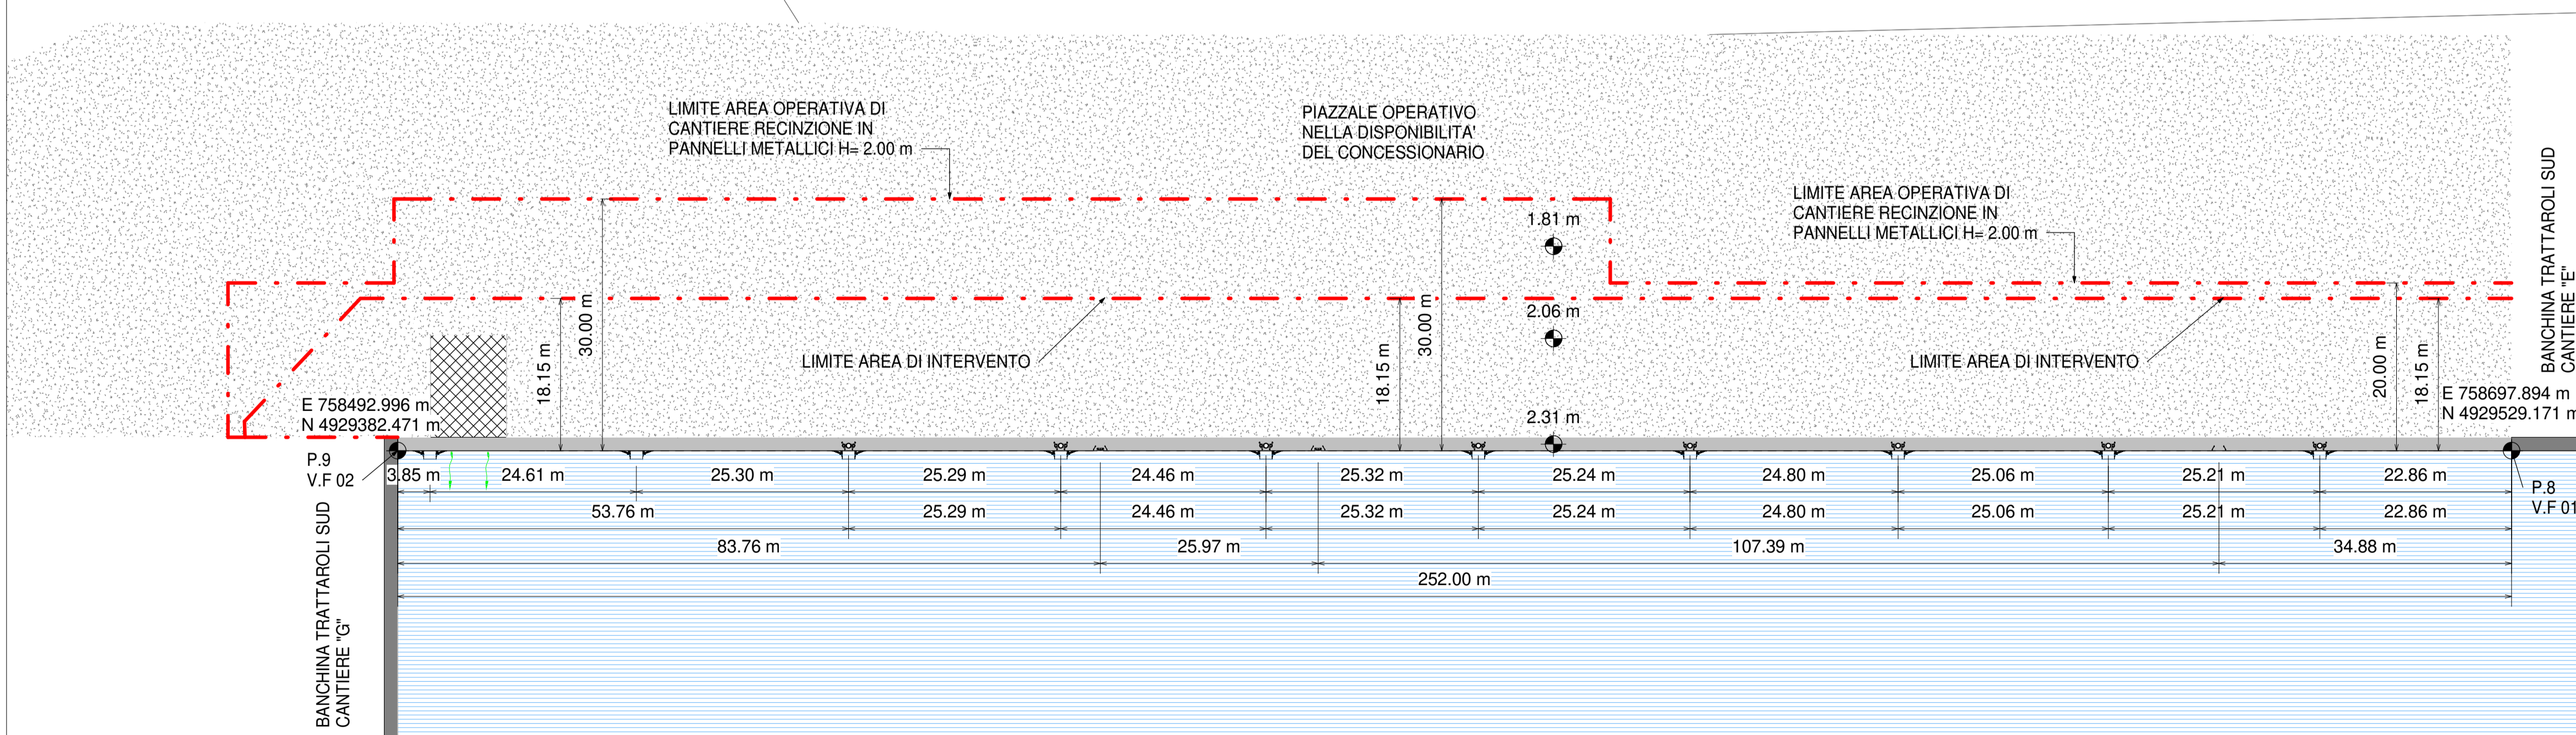 LIMITE AREA OPERATIVA DI
CANTIERE RECINZIONE IN
PANNELLI METALLICI H= 2.00 m
PIAZZALE OPERATIVO
NELLA DISPONIBILITA'
DEL CONCESSIONARIO
LIMITE AREA OPERATIVA DI
CANTIERE RECINZIONE IN
PANNELLI METALLICI H= 2.00 m
BANCHINA TRATTAROLI SUD
CANTIERE "E"
1.81 m
2.06 m
2.31 m
30.00 m
18.15 m
30.00 m
18.15 m
20.00 m
18.15 m
LIMITE AREA DI INTERVENTO
LIMITE AREA DI INTERVENTO
E 758492.996 m
N 4929382.471 m
E 758697.894 m
N 4929529.171 m
P.9
V.F 02
P.8
V.F 01
3.85 m
24.61 m
25.30 m
25.29 m
24.46 m
25.32 m
25.24 m
24.80 m
25.06 m
25.21 m
22.86 m
53.76 m
25.29 m
24.46 m
25.32 m
25.24 m
24.80 m
25.06 m
25.21 m
22.86 m
83.76 m
25.97 m
107.39 m
34.88 m
252.00 m
BANCHINA TRATTAROLI SUD
CANTIERE "G"